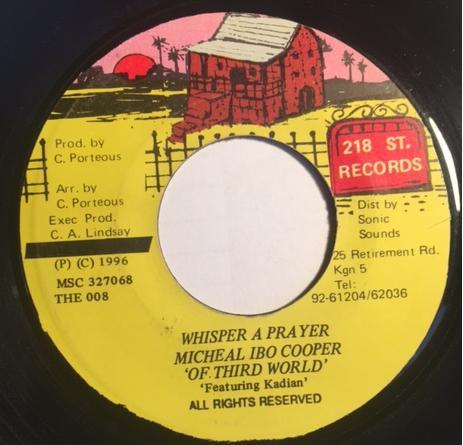 218 ST.
RECORDS
Prod. by
C. Porteous
Arr. by
C. Porteous
Exec Prod.
C. A. Lindsay
(P) (C) 1996
MSC 327068
THE 008
Dist by
Sonic
Sounds
25 Retirement Rd.
Kgn 5
Tel:
92-61204/62036
WHISPER A PRAYER
MICHEAL IBO COOPER
'OF THIRD WORLD'
'Featuring Kadian'
ALL RIGHTS RESERVED